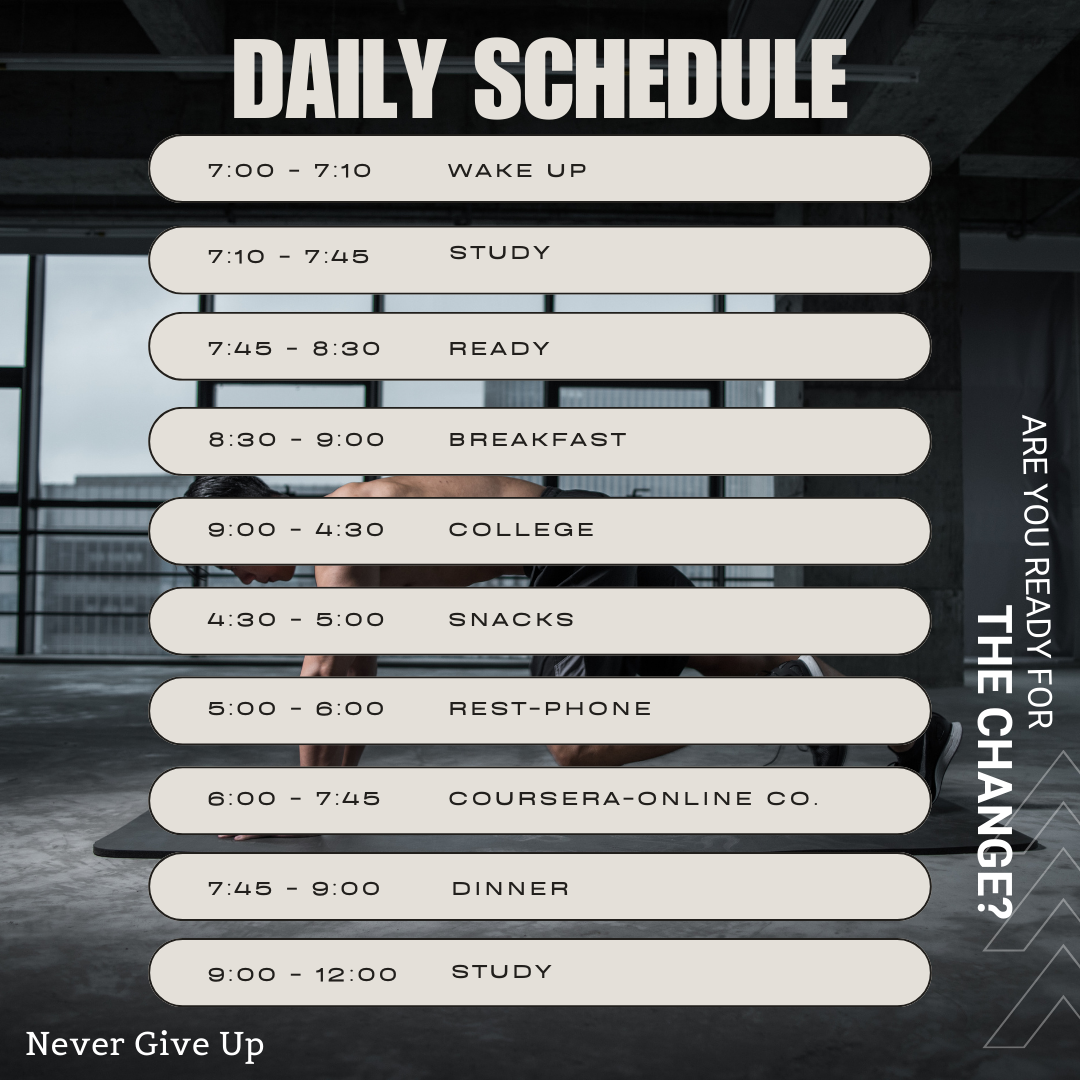 DAILY SCHEDULE
7:00 - 7:10 WAKE UP
7:10 - 7:45 STUDY
7:45 - 8:30 READY
8:30 - 9:00 BREAKFAST
9:00 - 4:30 COLLEGE
4:30 - 5:00 SNACKS
5:00 - 6:00 REST-PHONE
6:00 - 7:45 COURSERA-ONLINE CO.
7:45 - 9:00 DINNER
9:00 - 12:00 STUDY
ARE YOU READY FOR
THE CHANGE?
Never Give Up